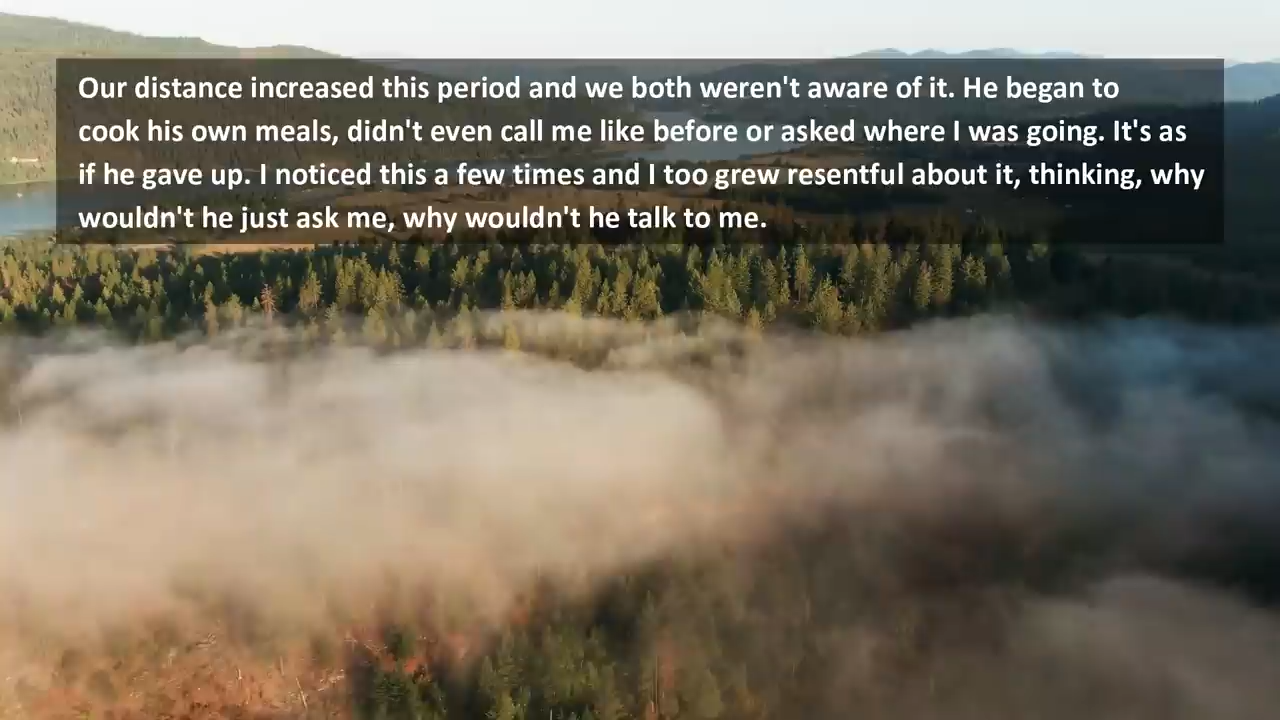 Our distance increased this period and we both weren't aware of it. He began to
cook his own meals, didn't even call me like before or asked where I was going. It's as
if he gave up. I noticed this a few times and I too grew resentful about it, thinking, why
wouldn't he just ask me, why wouldn't he talk to me.